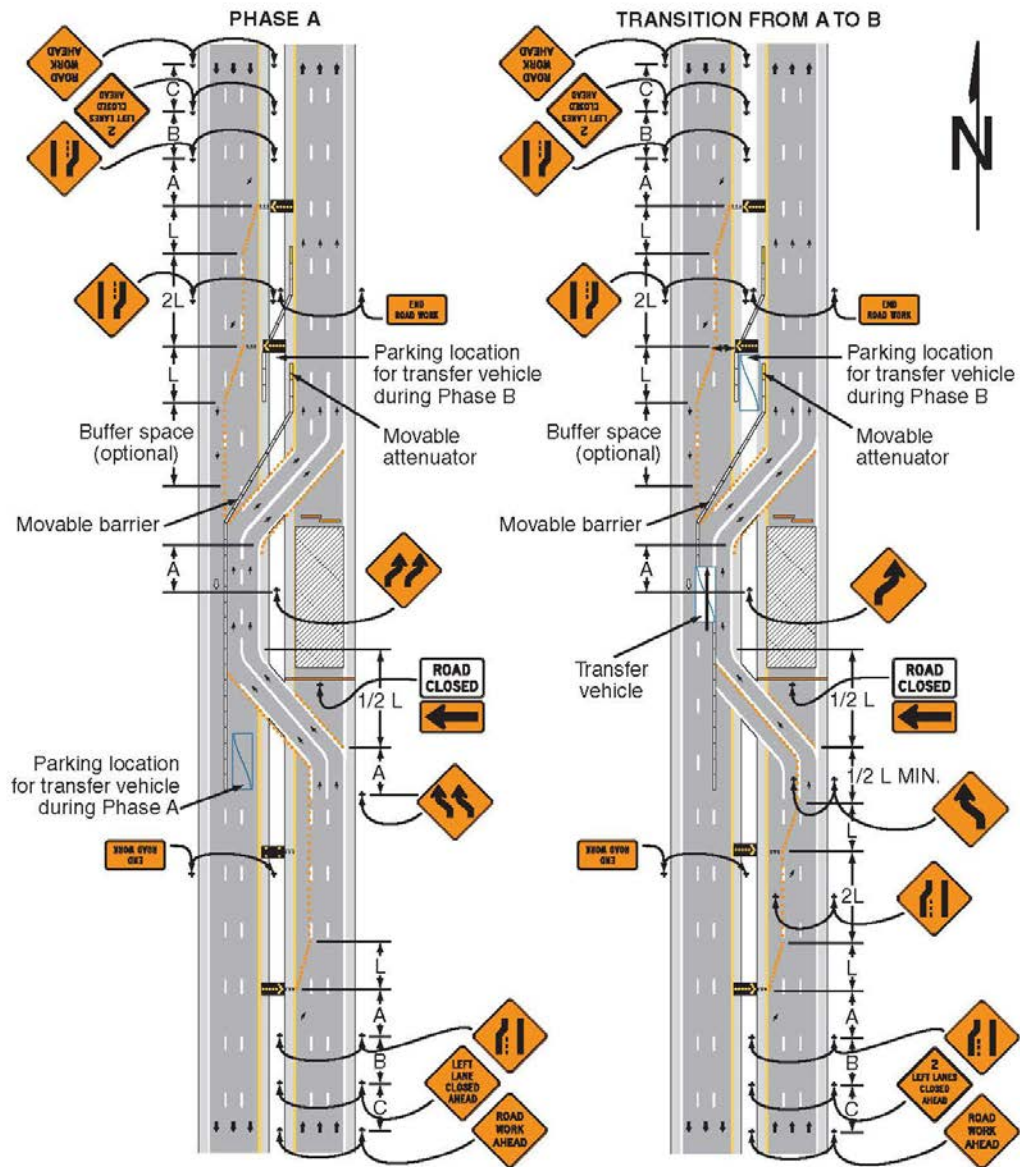 PHASE A
TRANSITION FROM A TO B
ROAD
WORK
AHEAD
2
LEFT LANES
CLOSED
AHEAD
C
B
A
L
2L
L
END
ROAD WORK
Parking location
for transfer vehicle
during Phase B
Buffer space
(optional)
Movable
attenuator
Movable barrier
A
ROAD
CLOSED
1/2 L
A
Parking location
for transfer vehicle
during Phase A
END
ROAD WORK
L
A
B
C
LEFT
LANE
CLOSED
AHEAD
ROAD
WORK
AHEAD
ROAD
WORK
AHEAD
2
LEFT LANES
CLOSED
AHEAD
C
B
A
L
2L
L
N
END
ROAD WORK
Parking location
for transfer vehicle
during Phase B
Buffer space
(optional)
Movable
attenuator
Movable barrier
A
Transfer
vehicle
ROAD
CLOSED
1/2 L
1/2 L MIN.
L
END
ROAD WORK
2L
L
A
B
C
2
LEFT LANES
CLOSED
AHEAD
ROAD
WORK
AHEAD